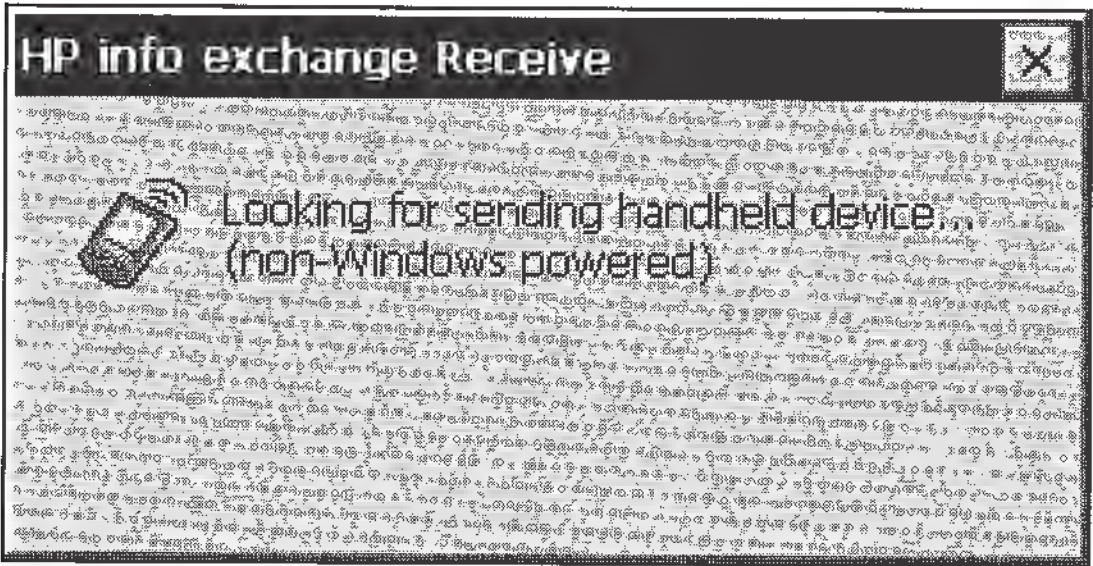 HP info exchange Receive
Looking for sending handheld device...
(non-Windows powered)